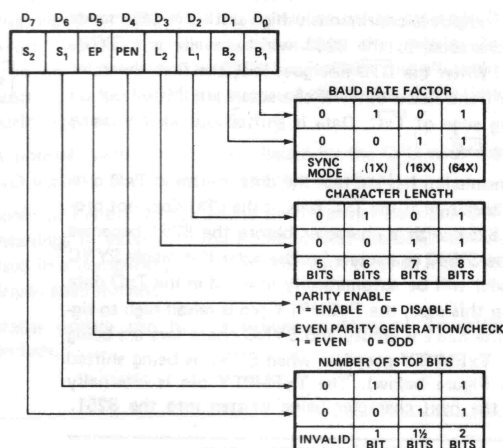 D7 D6 D5 D4 D3 D2 D1 D0
S2 S1 EP PEN L2 L1 B2 B1
BAUD RATE FACTOR
0 1 0 1
0 0 1 1
SYNC MODE (1X) (16X) (64X)
CHARACTER LENGTH
0 1 0 1
0 0 1 1
5 BITS 6 BITS 7 BITS 8 BITS
PARITY ENABLE
1 = ENABLE 0 = DISABLE
EVEN PARITY GENERATION/CHECK
1 = EVEN 0 = ODD
NUMBER OF STOP BITS
0 1 0 1
0 0 1 1
INVALID 1 BIT 1½ BITS 2 BITS